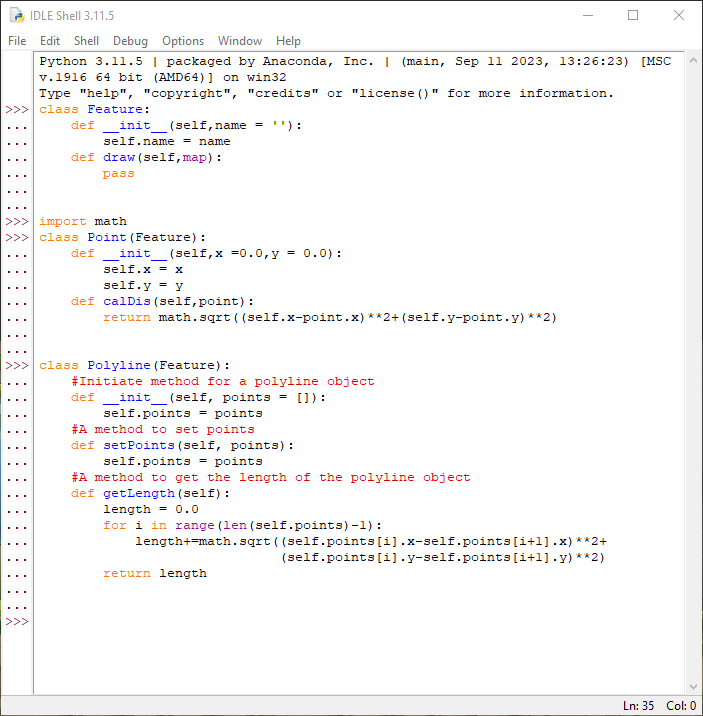 IDLE Shell 3.11.5
File Edit Shell Debug Options Window Help
Python 3.11.5 | packaged by Anaconda, Inc. | (main, Sep 11 2023, 13:26:23) [MSC
v.1916 64 bit (AMD64)] on win32
Type "help", "copyright", "credits" or "license()" for more information.
>>> class Feature:
...     def __init__(self,name = ''):
...         self.name = name
...     def draw(self,map):
...         pass
...
...
>>> import math
>>> class Point(Feature):
...     def __init__(self,x =0.0,y = 0.0):
...         self.x = x
...         self.y = y
...     def calDis(self,point):
...         return math.sqrt((self.x-point.x)**2+(self.y-point.y)**2)
...
...
>>> class Polyline(Feature):
...     #Initiate method for a polyline object
...     def __init__(self, points = []):
...         self.points = points
...     #A method to set points
...     def setPoints(self, points):
...         self.points = points
...     #A method to get the length of the polyline object
...     def getLength(self):
...         length = 0.0
...         for i in range(len(self.points)-1):
...             length+=math.sqrt((self.points[i].x-self.points[i+1].x)**2+
...                               (self.points[i].y-self.points[i+1].y)**2)
...         return length
...
...
>>>
Ln: 35 Col: 0